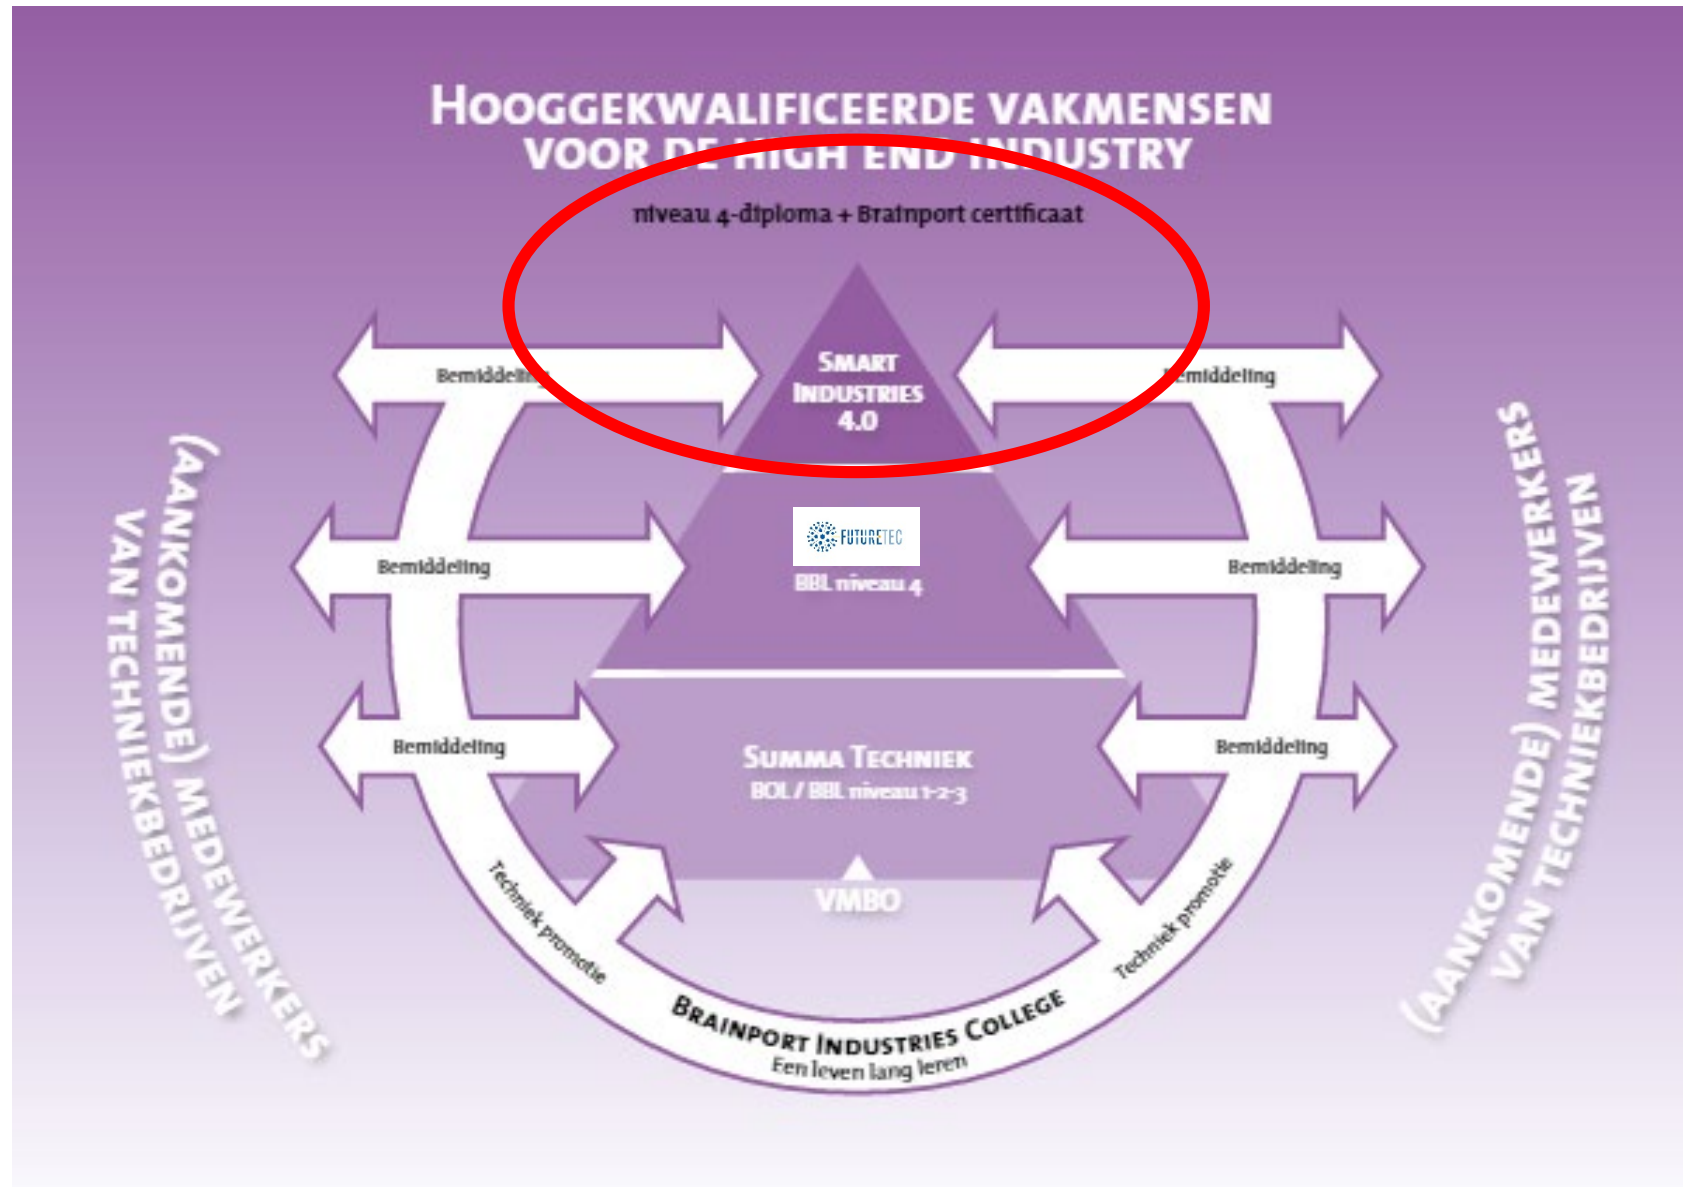 HOOGGEKWALIFICEERDE VAKMENSEN
VOOR DE HIGH END INDUSTRY
niveau 4-diploma + Brainport certificaat
SMART
INDUSTRIES
4.0
Bemiddeling
Bemiddeling
FUTURETEC
BBL niveau 4
Bemiddeling
Bemiddeling
SUMMA TECHNIEK
BOL / BBL niveau 1-2-3
Bemiddeling
Bemiddeling
VMBO
Techniek promotie
Techniek promotie
BRAINPORT INDUSTRIES COLLEGE
Een leven lang leren
(AANKOMENDE) MEDEWERKERS
VAN TECHNIEKBEDRIJVEN
(AANKOMENDE) MEDEWERKERS
VAN TECHNIEKBEDRIJVEN